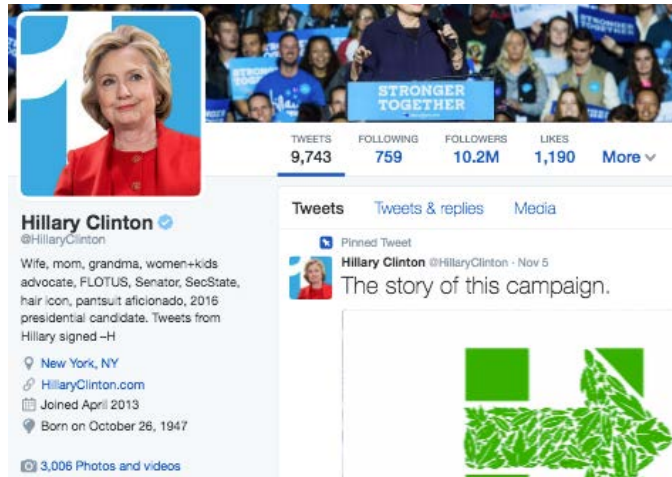 STRONGER
TOGETHER
STRONGER
TOGETHER
TWEETS FOLLOWING FOLLOWERS LIKES
9,743 759 10.2M 1,190 More
Hillary Clinton
@HillaryClinton
Wife, mom, grandma, women+kids
advocate, FLOTUS, Senator, SecState,
hair icon, pantsuit aficionado, 2016
presidential candidate. Tweets from
Hillary signed –H
New York, NY
HillaryClinton.com
Joined April 2013
Born on October 26, 1947
3,006 Photos and videos
Tweets Tweets & replies Media
Pinned Tweet
Hillary Clinton @HillaryClinton · Nov 5
The story of this campaign.